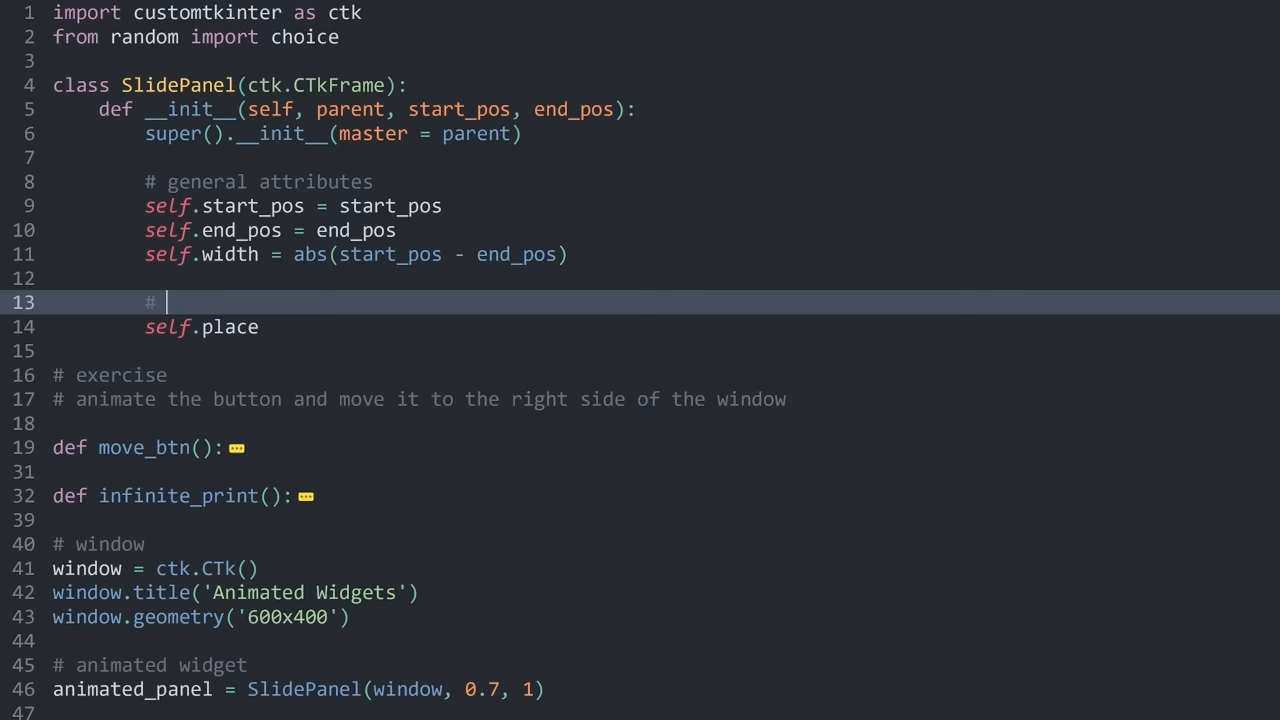 1 import customtkinter as ctk
2 from random import choice
3
4 class SlidePanel(ctk.CTkFrame):
5     def __init__(self, parent, start_pos, end_pos):
6         super().__init__(master = parent)
7
8         # general attributes
9         self.start_pos = start_pos
10         self.end_pos = end_pos
11         self.width = abs(start_pos - end_pos)
12
13         #
14         self.place
15
16 # exercise
17 # animate the button and move it to the right side of the window
18
19 def move_btn():
31
32 def infinite_print():
39
40 # window
41 window = ctk.CTk()
42 window.title('Animated Widgets')
43 window.geometry('600x400')
44
45 # animated widget
46 animated_panel = SlidePanel(window, 0.7, 1)
47